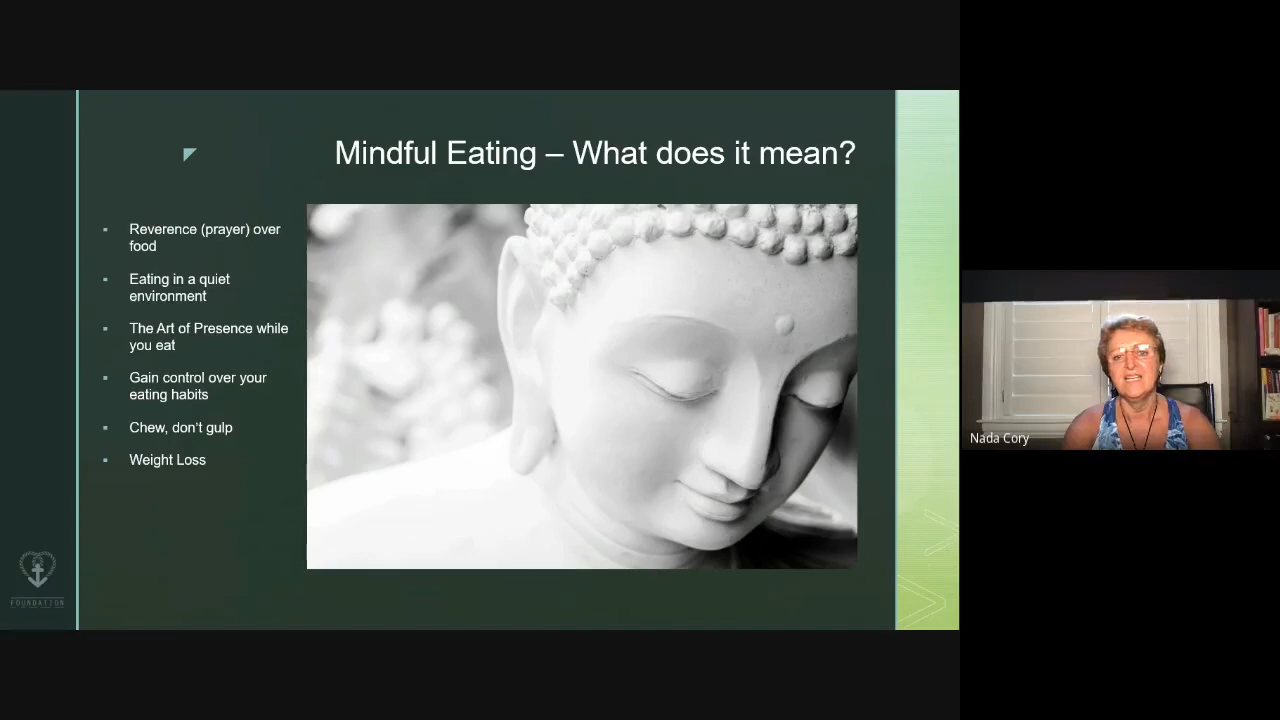 Mindful Eating – What does it mean?
▪ Reverence (prayer) over
food
▪ Eating in a quiet
environment
▪ The Art of Presence while
you eat
▪ Gain control over your
eating habits
▪ Chew, don't gulp
▪ Weight Loss
FOUNDATION
Nada Cory